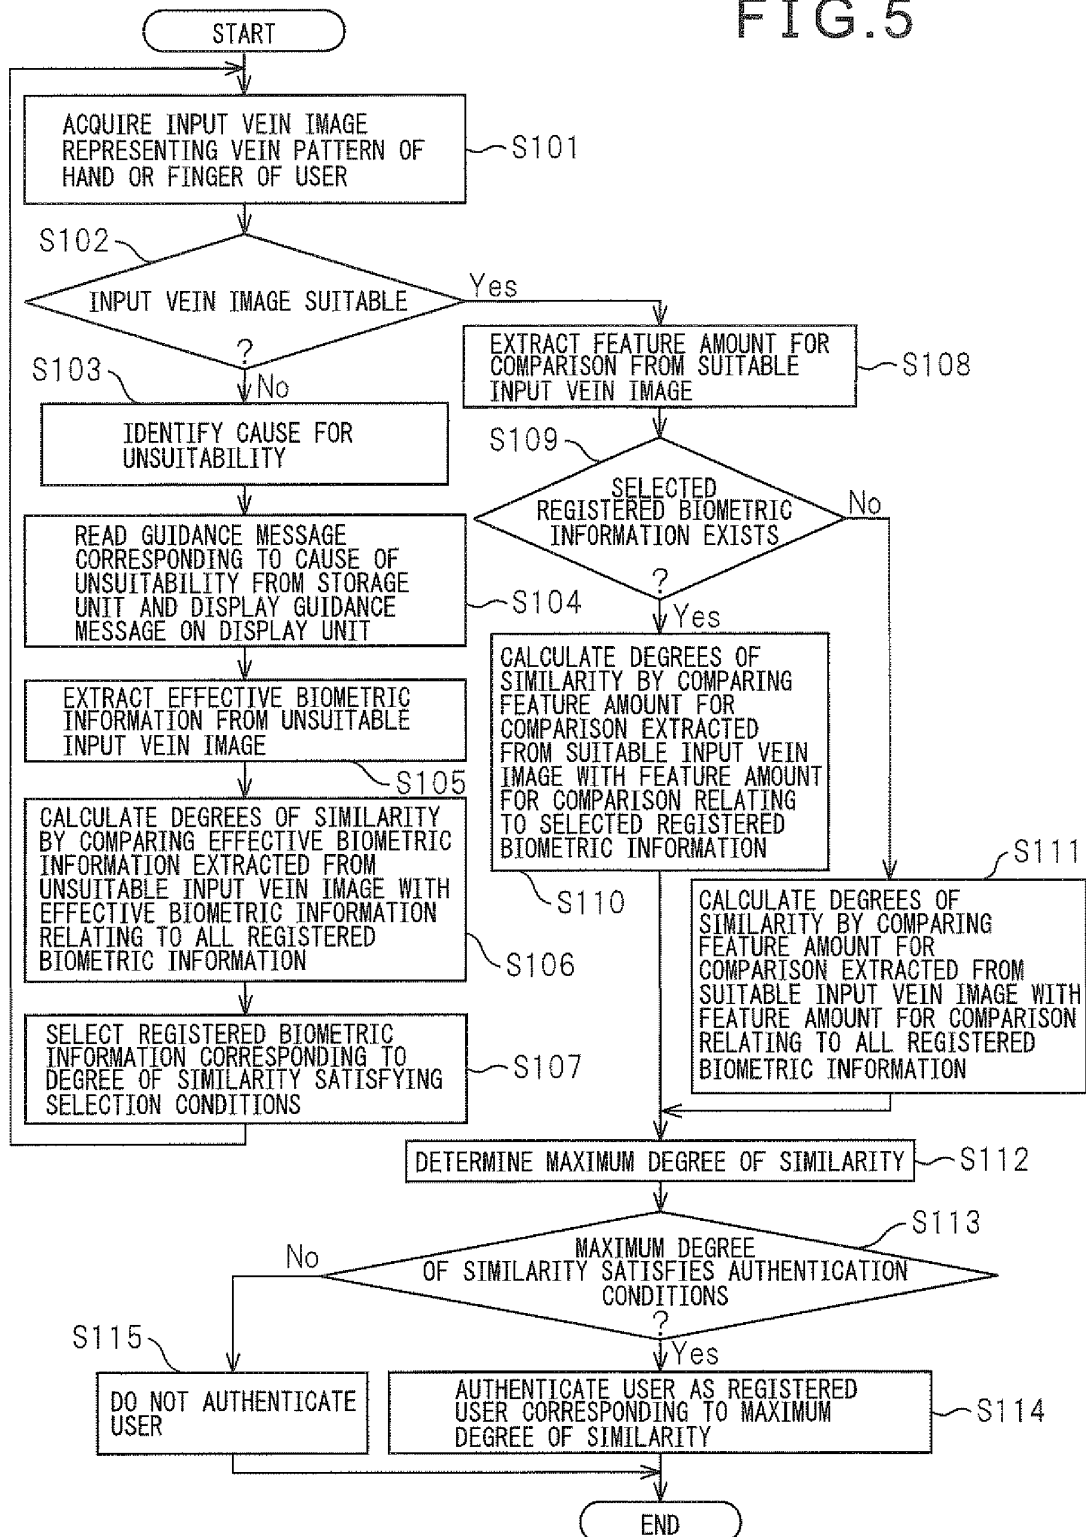 FIG.5
START
ACQUIRE INPUT VEIN IMAGE
REPRESENTING VEIN PATTERN OF
HAND OR FINGER OF USER
S101
S102
INPUT VEIN IMAGE SUITABLE
?
Yes
No
S103
IDENTIFY CAUSE FOR
UNSUITABILITY
READ GUIDANCE MESSAGE
CORRESPONDING TO CAUSE OF
UNSUITABILITY FROM STORAGE
UNIT AND DISPLAY GUIDANCE
MESSAGE ON DISPLAY UNIT
S104
EXTRACT EFFECTIVE BIOMETRIC
INFORMATION FROM UNSUITABLE
INPUT VEIN IMAGE
S105
CALCULATE DEGREES OF SIMILARITY
BY COMPARING EFFECTIVE BIOMETRIC
INFORMATION EXTRACTED FROM
UNSUITABLE INPUT VEIN IMAGE WITH
EFFECTIVE BIOMETRIC INFORMATION
RELATING TO ALL REGISTERED
BIOMETRIC INFORMATION
S106
SELECT REGISTERED BIOMETRIC
INFORMATION CORRESPONDING TO
DEGREE OF SIMILARITY SATISFYING
SELECTION CONDITIONS
S107
EXTRACT FEATURE AMOUNT FOR
COMPARISON FROM SUITABLE
INPUT VEIN IMAGE
S108
S109
SELECTED
REGISTERED BIOMETRIC
INFORMATION EXISTS
?
No
Yes
CALCULATE DEGREES OF
SIMILARITY BY COMPARING
FEATURE AMOUNT FOR
COMPARISON EXTRACTED
FROM SUITABLE INPUT VEIN
IMAGE WITH FEATURE AMOUNT
FOR COMPARISON RELATING
TO SELECTED REGISTERED
BIOMETRIC INFORMATION
S110
S111
CALCULATE DEGREES OF
SIMILARITY BY COMPARING
FEATURE AMOUNT FOR
COMPARISON EXTRACTED FROM
SUITABLE INPUT VEIN IMAGE WITH
FEATURE AMOUNT FOR COMPARISON
RELATING TO ALL REGISTERED
BIOMETRIC INFORMATION
DETERMINE MAXIMUM DEGREE OF SIMILARITY
S112
S113
MAXIMUM DEGREE
OF SIMILARITY SATISFIES AUTHENTICATION
CONDITIONS
?
No
Yes
S115
DO NOT AUTHENTICATE
USER
AUTHENTICATE USER AS REGISTERED
USER CORRESPONDING TO MAXIMUM
DEGREE OF SIMILARITY
S114
END